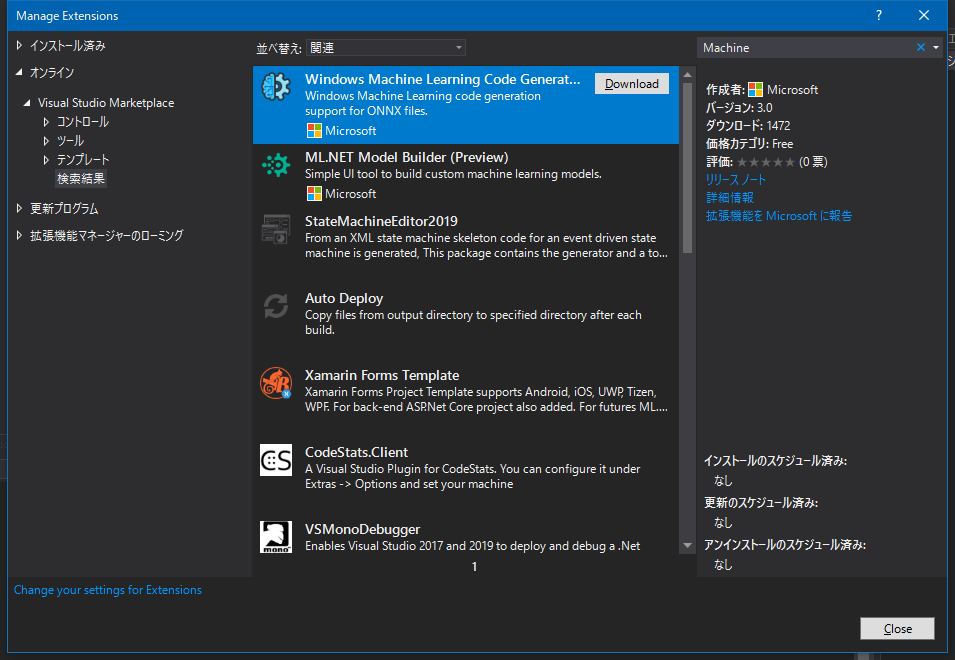 Manage Extensions
?
インストール済み
オンライン
Visual Studio Marketplace
コントロール
ツール
テンプレート
検索結果
更新プログラム
拡張機能マネージャーのローミング
並べ替え: 関連
Windows Machine Learning Code Generat...
Download
Windows Machine Learning code generation
support for ONNX files.
Microsoft
ML.NET Model Builder (Preview)
Simple UI tool to build custom machine learning models.
Microsoft
StateMachineEditor2019
From an XML state machine skeleton code for an event driven state
machine is generated, This package contains the generator and a to...
Auto Deploy
Copy files from output directory to specified directory after each
build.
Xamarin Forms Template
Xamarin Forms Project Template supports Android, iOS, UWP, Tizen,
WPF. For back-end ASP.Net Core project also added. For futures ML....
CS
CodeStats.Client
A Visual Studio Plugin for CodeStats. You can configure it under
Extras -> Options and set your machine
mono
VSMonoDebugger
Enables Visual Studio 2017 and 2019 to deploy and debug a .Net
1
Machine
作成者: Microsoft
バージョン: 3.0
ダウンロード: 1472
価格カテゴリ: Free
評価: ★★★★★ (0 票)
リリース ノート
詳細情報
拡張機能を Microsoft に報告
インストールのスケジュール済み:
なし
更新のスケジュール済み:
なし
アンインストールのスケジュール済み:
なし
Change your settings for Extensions
Close